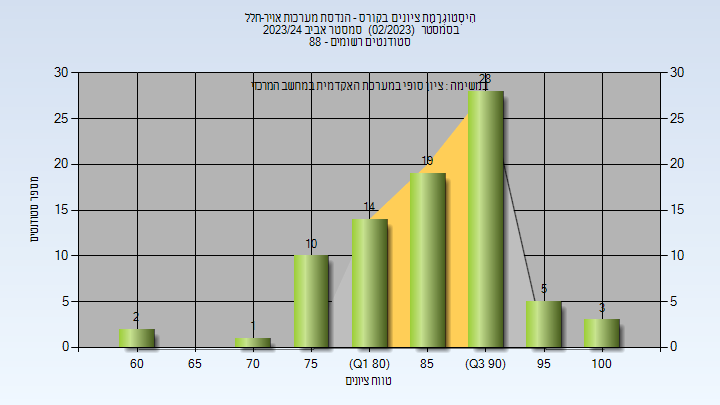 היסטוגרמת ציונים בקורס - הנדסת מערכות אויר-חלל
בסמסטר (02/2023) סמסטר אביב 2023/24
סטודנטים רשומים - 88
במשימה : ציון סופי במערכת האקדמית במחשב המרכזי
30 30
25 25
20 20
15 15
10 10
5 5
0 0
2
1
10
14
19
28
5
3
60 65 70 75 (Q1 80) 85 (Q3 90) 95 100
טווח ציונים
מספר סטודנטים